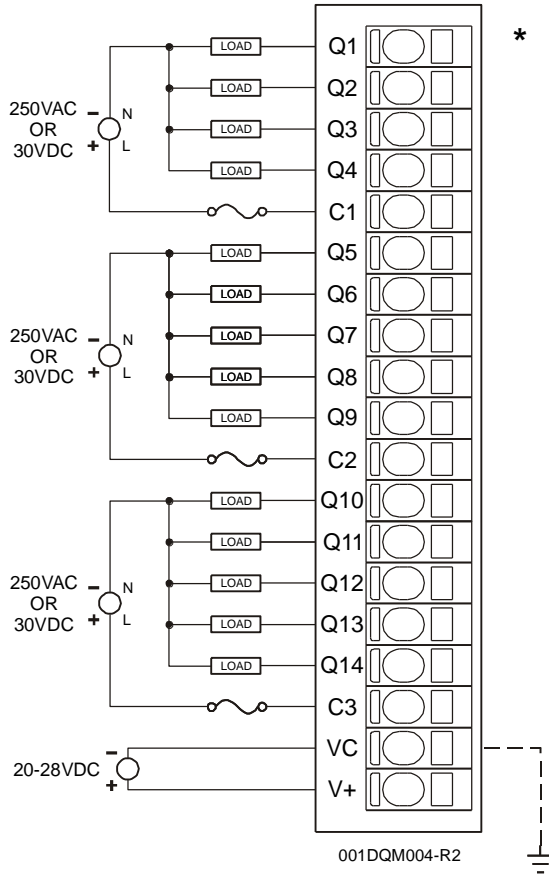 LOAD Q1 *
LOAD Q2
250VAC - N
OR
30VDC + L
LOAD Q3
LOAD Q4
C1
LOAD Q5
LOAD Q6
250VAC - N
OR
30VDC + L
LOAD Q7
LOAD Q8
LOAD Q9
C2
LOAD Q10
LOAD Q11
250VAC - N
OR
30VDC + L
LOAD Q12
LOAD Q13
LOAD Q14
C3
- VC
20-28VDC
+ V+
001DQM004-R2